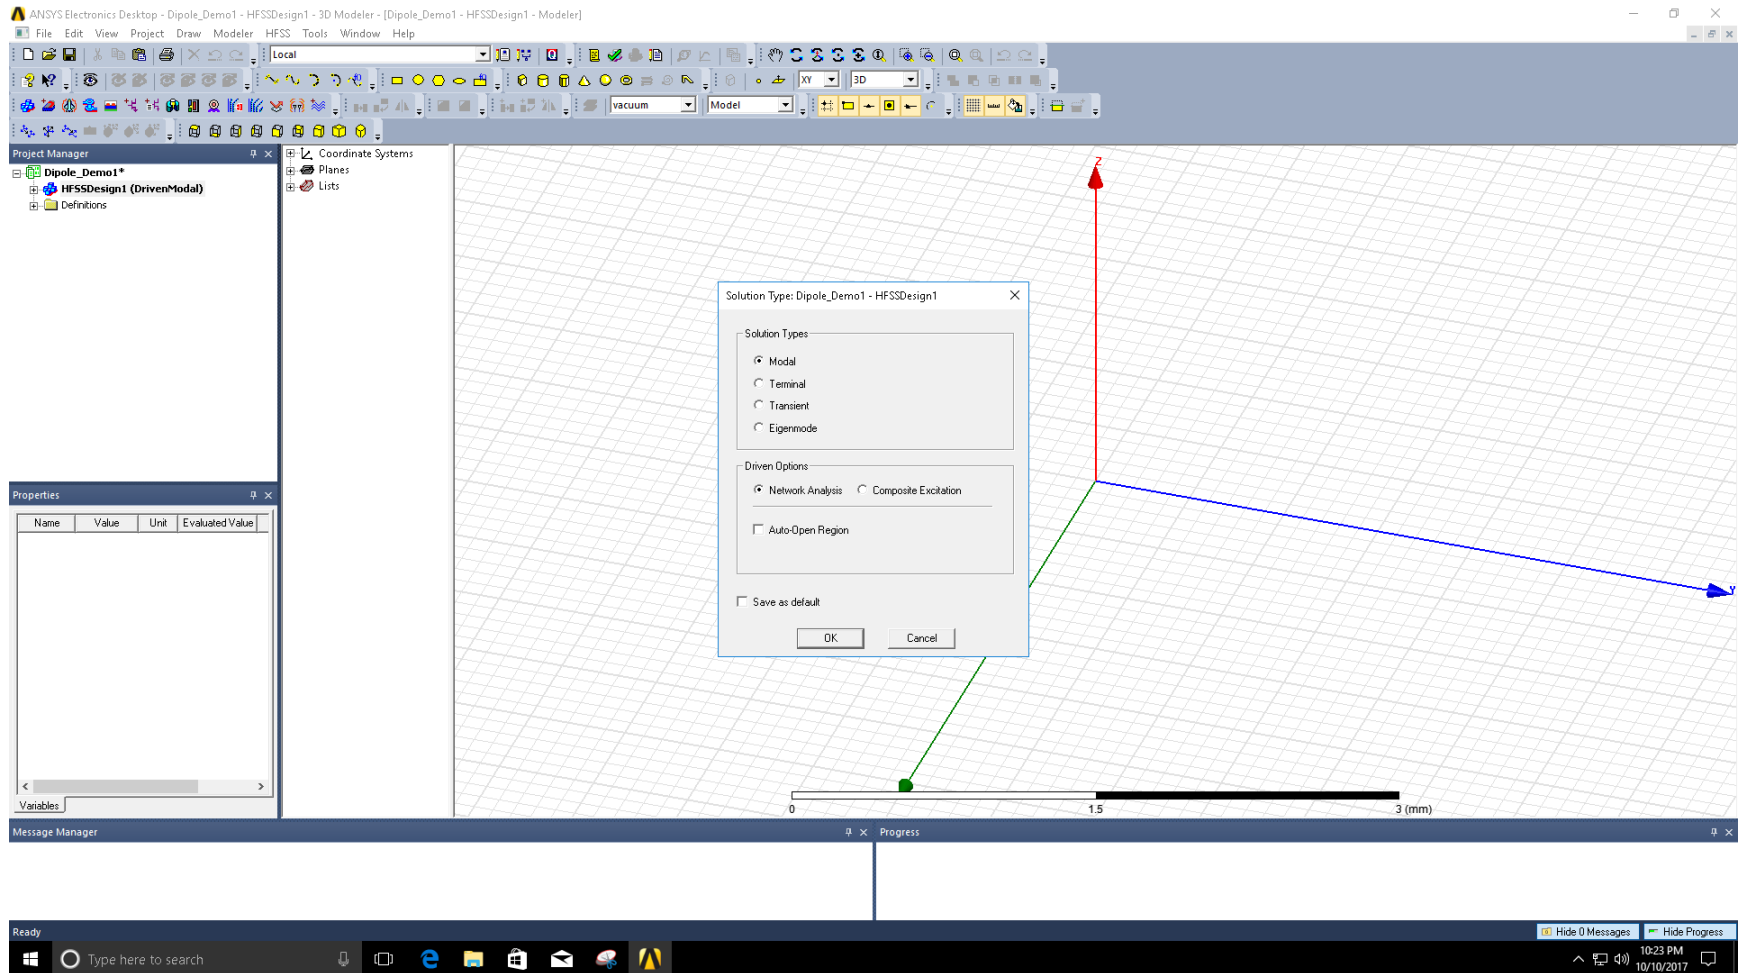 ANSYS Electronics Desktop - Dipole_Demo1 - HFSSDesign1 - 3D Modeler - [Dipole_Demo1 - HFSSDesign1 - Modeler]
File Edit View Project Draw Modeler HFSS Tools Window Help
Local
XY 3D
vacuum Model
Project Manager
Dipole_Demo1*
HFSSDesign1 (DrivenModal)
Definitions
Coordinate Systems
Planes
Lists
Z
Y
Solution Type: Dipole_Demo1 - HFSSDesign1
Solution Types
Modal
Terminal
Transient
Eigenmode
Driven Options
Network Analysis Composite Excitation
Auto-Open Region
Save as default
OK Cancel
Properties
Name Value Unit Evaluated Value
Variables
0 1.5 3 (mm)
Message Manager
Progress
Ready
Hide 0 Messages Hide Progress
Type here to search
10:23 PM
10/10/2017